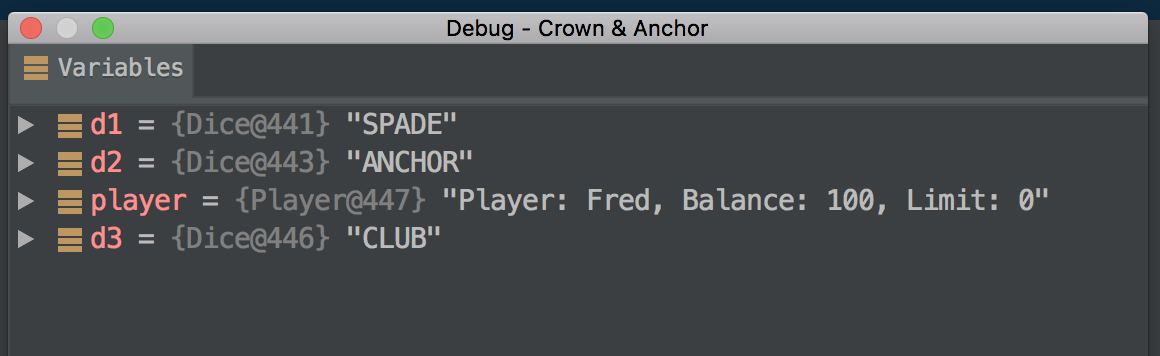 Debug - Crown & Anchor
Variables
d1 = {Dice@441} "SPADE"
d2 = {Dice@443} "ANCHOR"
player = {Player@447} "Player: Fred, Balance: 100, Limit: 0"
d3 = {Dice@446} "CLUB"